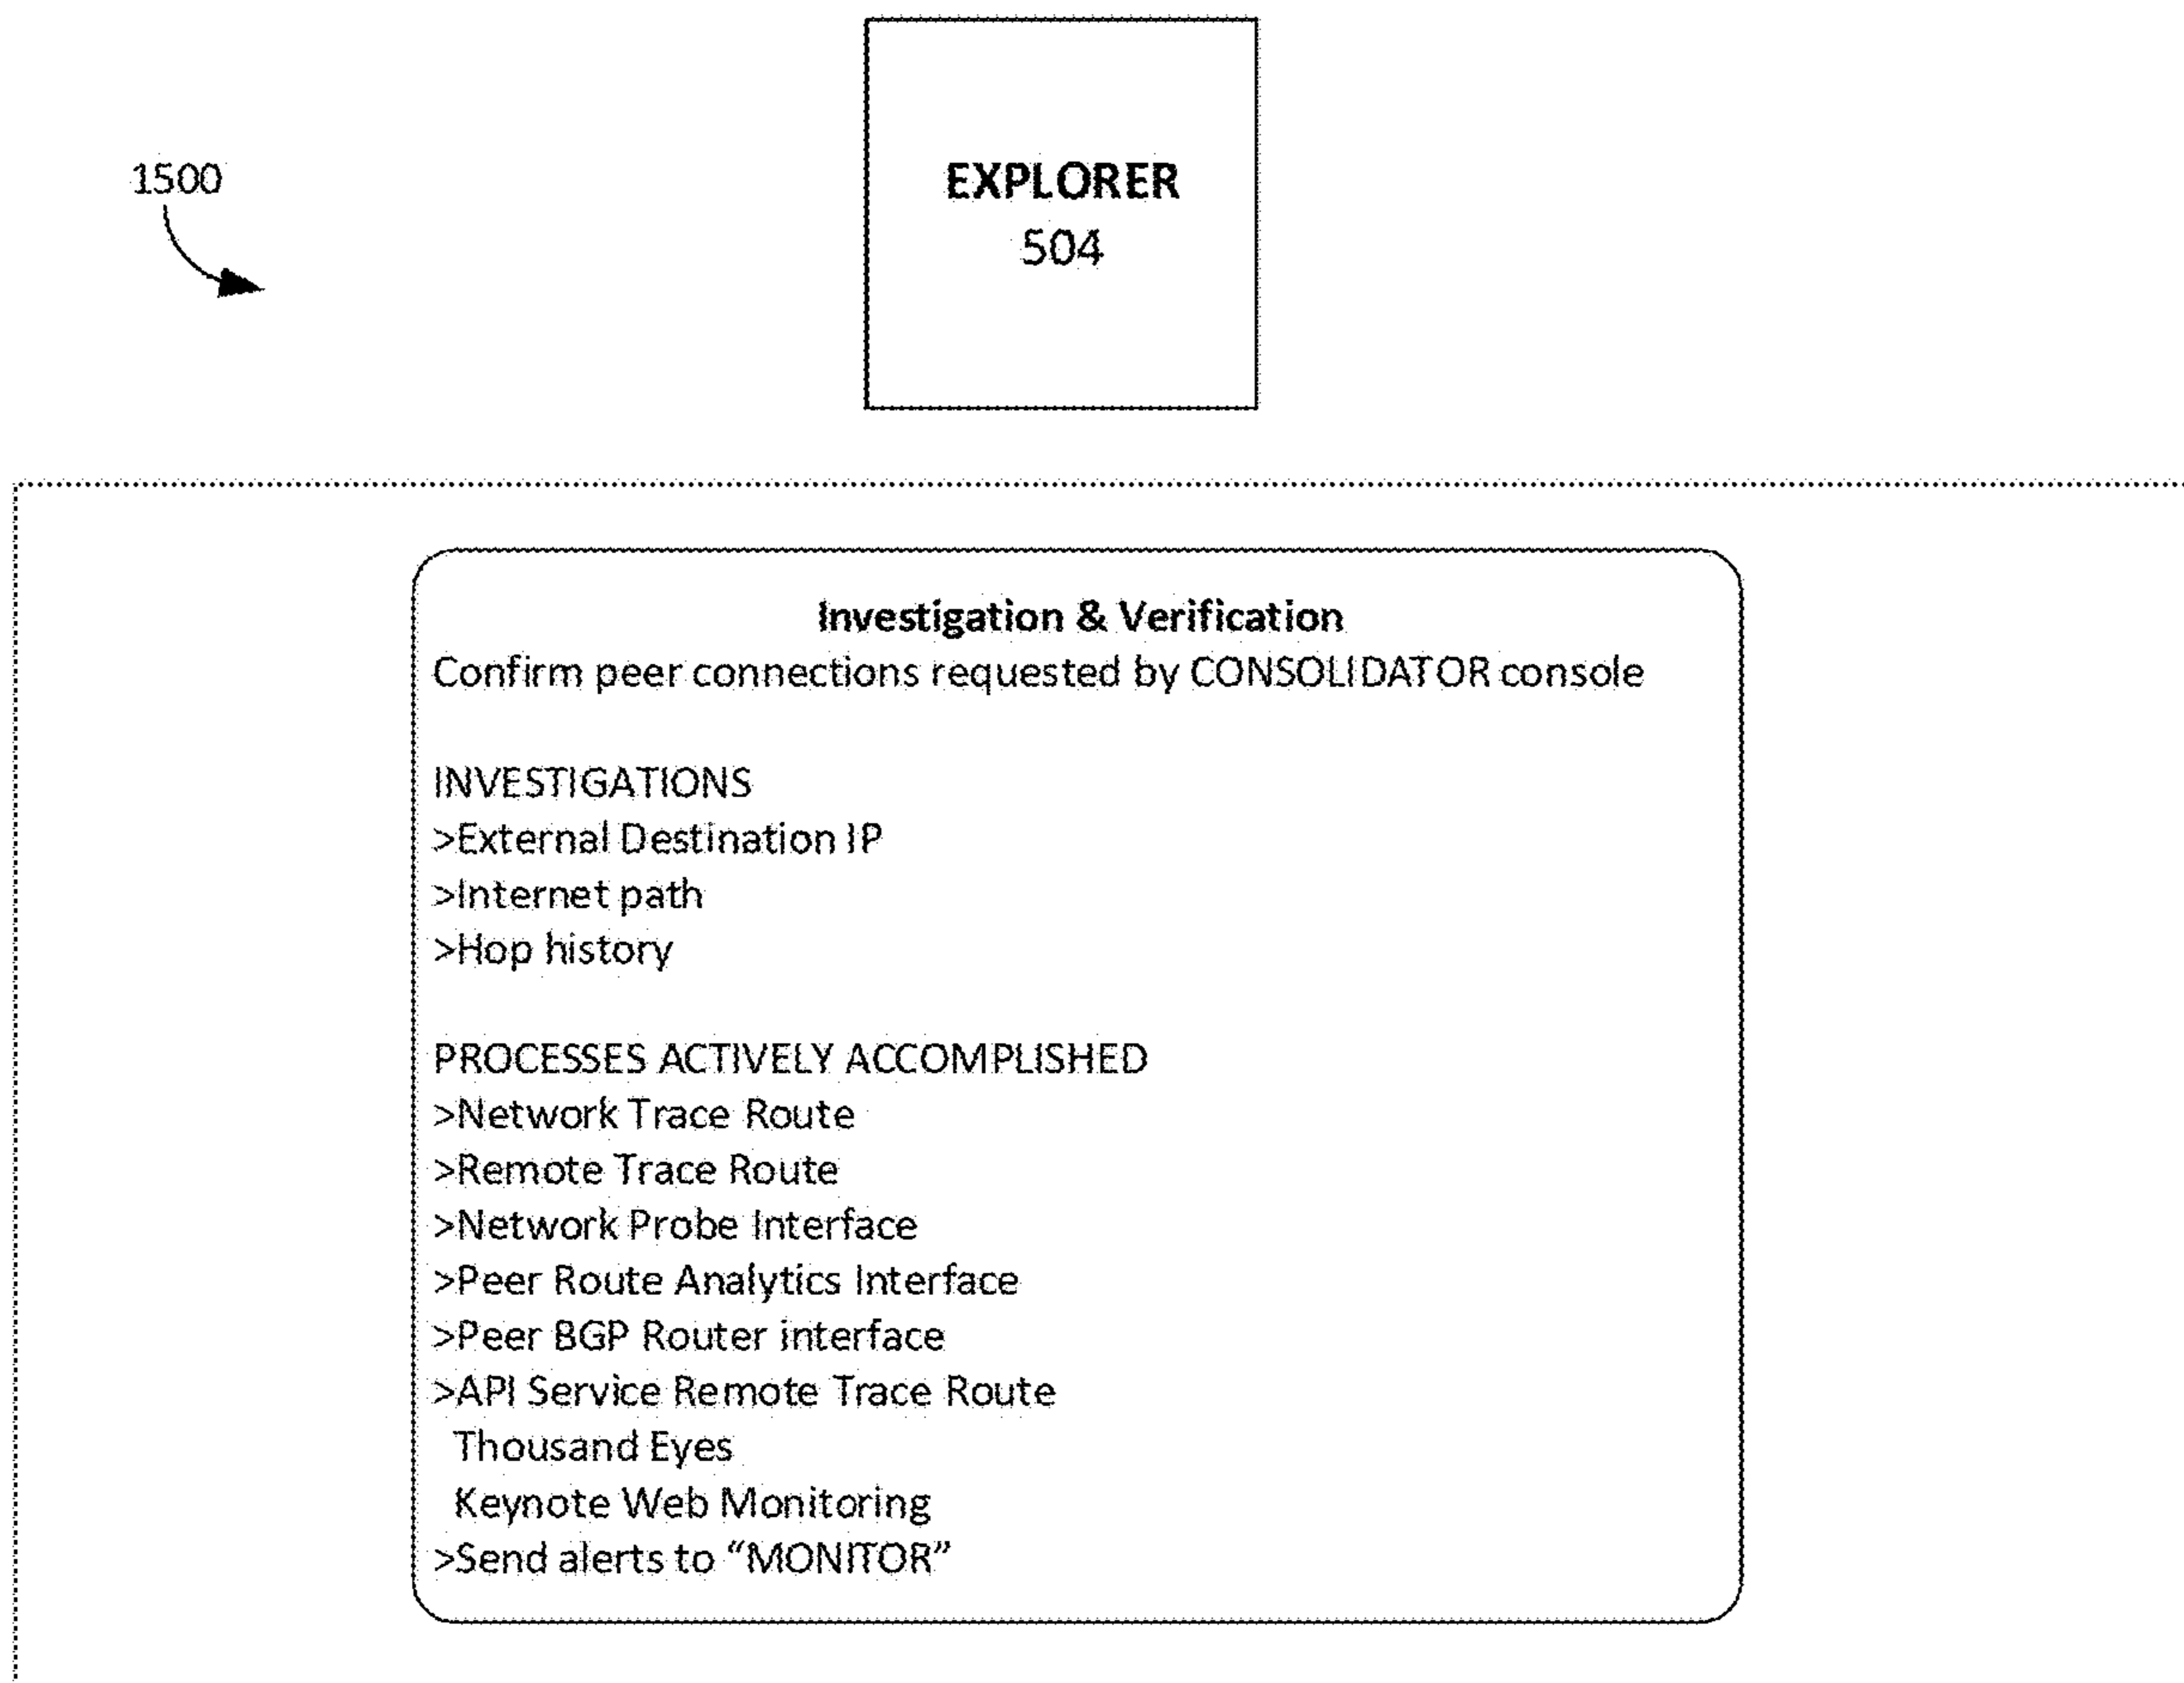 1500
EXPLORER
504
Investigation & Verification
Confirm peer connections requested by CONSOLIDATOR console
INVESTIGATIONS
>External Destination IP
>Internet path
>Hop history
PROCESSES ACTIVELY ACCOMPLISHED
>Network Trace Route
>Remote Trace Route
>Network Probe Interface
>Peer Route Analytics Interface
>Peer BGP Router interface
>API Service Remote Trace Route
Thousand Eyes
Keynote Web Monitoring
>Send alerts to “MONITOR”